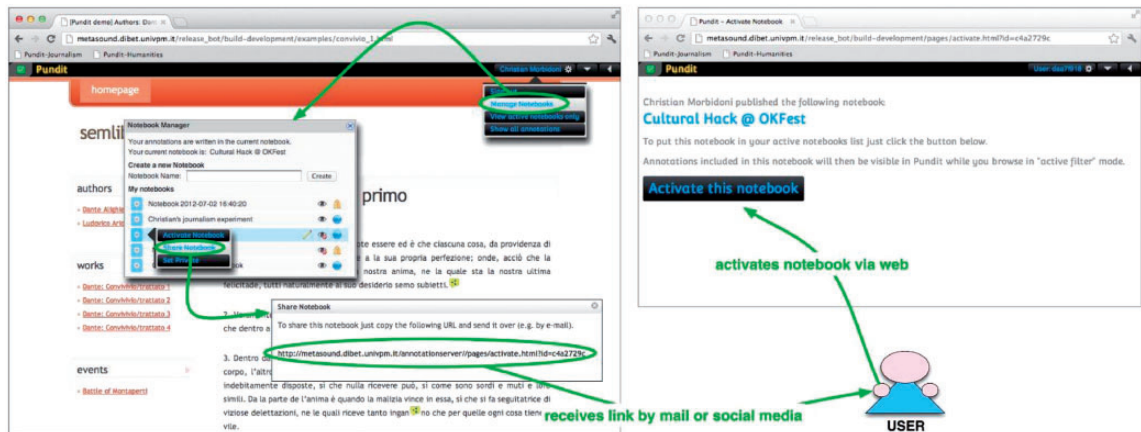 [Pundit demo] Authors: Dant
metasound.dibet.univpm.it/release_bot/build-development/examples/convivio_1.html
Pundit-Journalism Pundit-Humanities
Pundit
Christian Morbidoni
homepage
Manage Notebooks
View active notebooks only
Show all annotations
semli
Notebook Manager
Your annotations are written in the current notebook.
Your current notebook is: Cultural Hack @ OKFest
Create a new Notebook
Notebook Name:
Create
My notebooks
Notebook 2012-07-02 16:40:20
Christian's journalism experiment
Activate Notebook
Share Notebook
Set Private
ook
primo
authors
Dante Alighie
Ludovico Ario
works
Dante: Convivio/trattato 1
Dante: Convivio/trattato 2
Dante: Convivio/trattato 3
Dante: Convivio/trattato 4
events
Battle of Montaperti
ote essere ed è che ciascuna cosa, da providenza di
e a la sua propria perfezione; onde, acciò che la
nostra anima, ne la quale sta la nostra ultima
felicitade, tutti naturalmente al suo desiderio semo subietti.
che dentro a
3. Dentro da
corpo, l'altro
indebitamente disposte, sì che nulla ricevere può, sì come sono sordi e muti e loro
simili. Da la parte de l'anima è quando la malizia vince in essa, sì che si fa seguitatrice di
viziose delettazioni, ne le quali riceve tanto ingan no che per quelle ogni cosa tiene
vile.
Share Notebook
To share this notebook just copy the following URL and send it over (e.g. by e-mail).
http://metasound.dibet.univpm.it/annotationserver//pages/activate.html?id=c4a2729c
receives link by mail or social media
Pundit - Activate Notebook
metasound.dibet.univpm.it/release_bot/build-development/pages/activate.html?id=c4a2729c
Pundit-Journalism Pundit-Humanities
Pundit
User daa7f918
Christian Morbidoni published the following notebook:
Cultural Hack @ OKFest
To put this notebook in your active notebooks list just click the button below.
Annotations included in this notebook will then be visible in Pundit while you browse in "active filter" mode.
Activate this notebook
activates notebook via web
USER